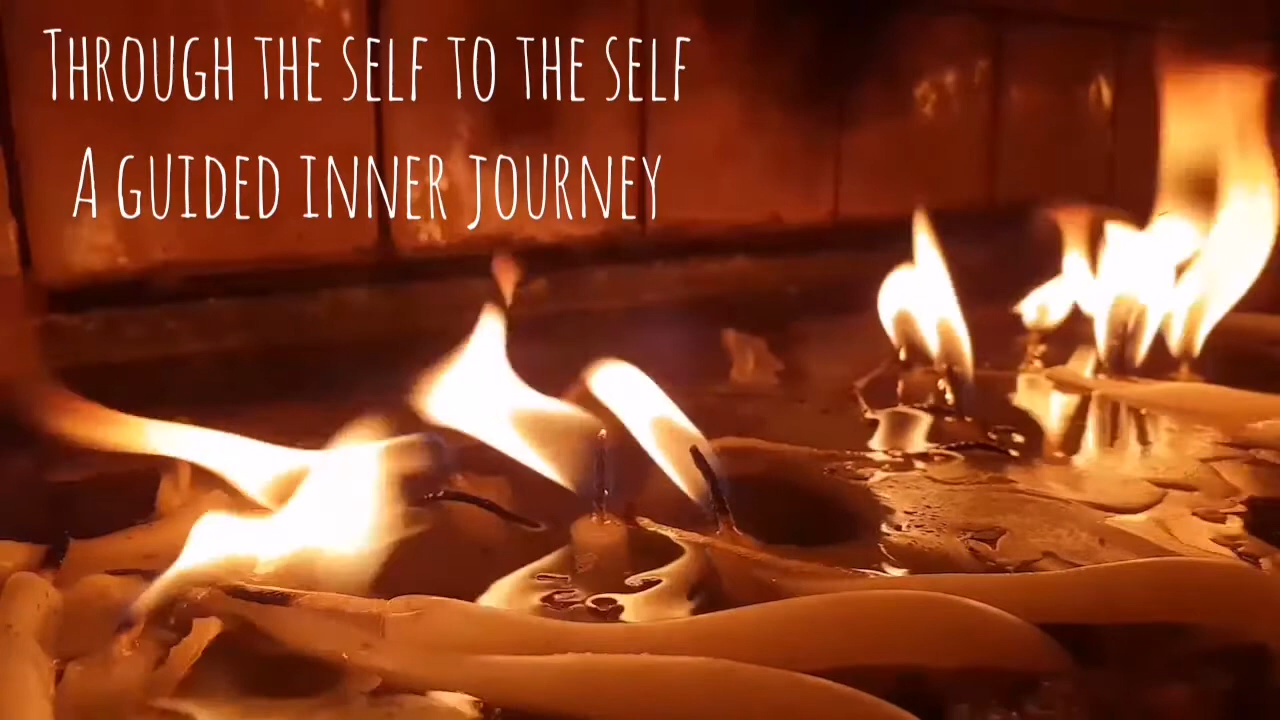 Through the self to the self
A guided inner journey